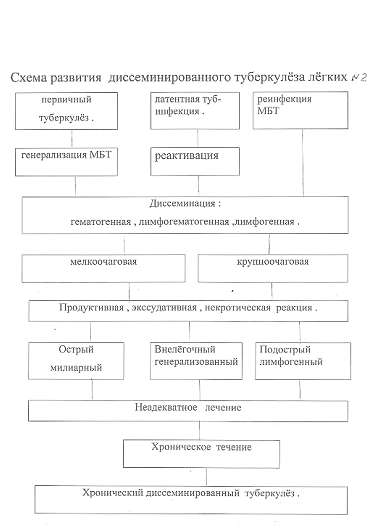 Схема развития диссеминированного туберкулёза лёгких №2
первичный
туберкулёз .
латентная туб-
инфекция .
реинфекция
МБТ
генерализация МБТ
реактивация
Диссеминация :
гематогенная , лимфогематогенная ,лимфогенная .
мелкоочаговая
крупноочаговая
Продуктивная , экссудативная , некротическая реакция .
Острый
милиарный
Внелёгочный
генерализованный
Подострый
лимфогенный
Неадекватное лечение
Хроническое течение
Хронический диссеминированный туберкулёз .